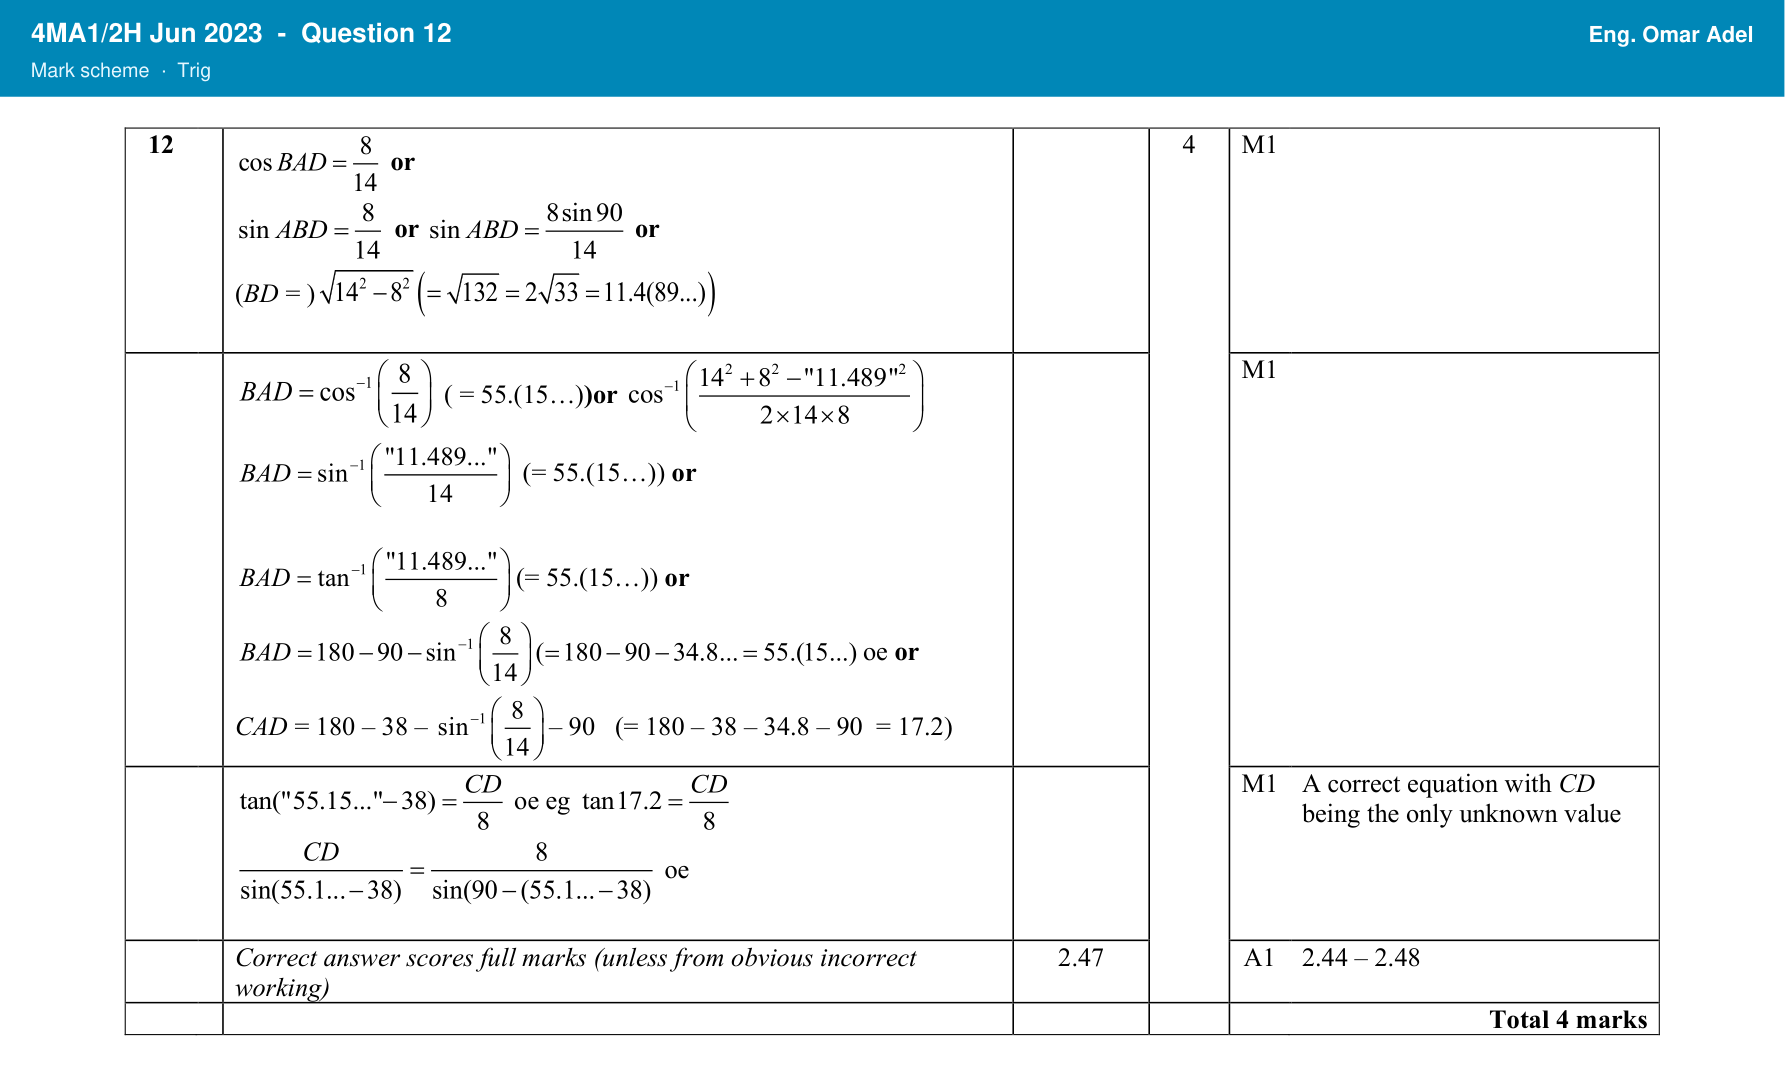 4MA1/2H Jun 2023 - Question 12
Eng. Omar Adel
Mark scheme · Trig
12
cos BAD = 8/14 or
4
M1
sin ABD = 8/14 or sin ABD = 8 sin 90/14 or
(BD = ) √(14² − 8²) (= √132 = 2√33 = 11.4(89...))
BAD = cos⁻¹(8/14) ( = 55.(15…))or cos⁻¹((14² + 8² − "11.489"²)/(2×14×8))
M1
BAD = sin⁻¹("11.489..."/14) (= 55.(15…)) or
BAD = tan⁻¹("11.489..."/8) (= 55.(15…)) or
BAD = 180 − 90 − sin⁻¹(8/14) (= 180 − 90 − 34.8... = 55.(15...) oe or
CAD = 180 – 38 – sin⁻¹(8/14) – 90 (= 180 – 38 – 34.8 – 90 = 17.2)
tan("55.15..."− 38) = CD/8 oe eg tan17.2 = CD/8
M1 A correct equation with CD
being the only unknown value
CD/sin(55.1...−38) = 8/sin(90 − (55.1...−38) oe
Correct answer scores full marks (unless from obvious incorrect
working)
2.47
A1 2.44 – 2.48
Total 4 marks